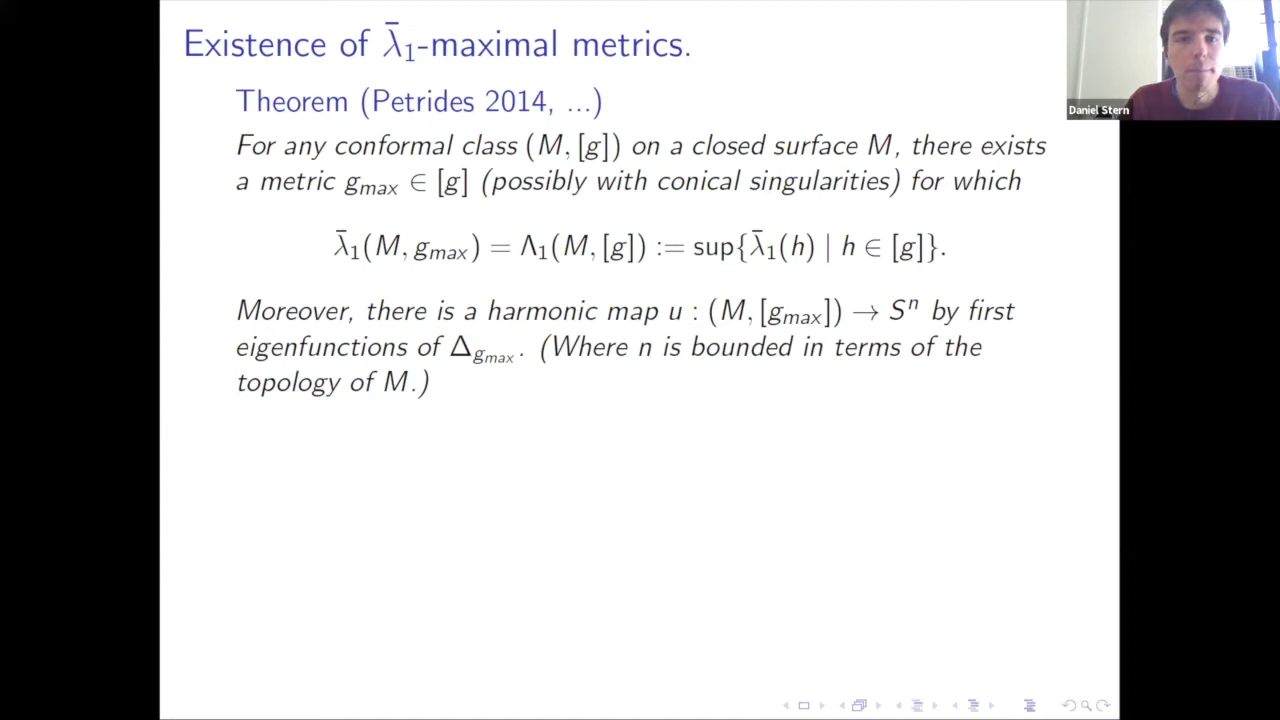 Existence of λ̄₁-maximal metrics.
Daniel Stern
Theorem (Petrides 2014, ...)
For any conformal class (M, [g]) on a closed surface M, there exists
a metric g_max ∈ [g] (possibly with conical singularities) for which
λ̄₁(M, g_max) = Λ₁(M, [g]) := sup{λ̄₁(h) | h ∈ [g]}.
Moreover, there is a harmonic map u : (M, [g_max]) → Sⁿ by first
eigenfunctions of Δ_{g_max}. (Where n is bounded in terms of the
topology of M.)